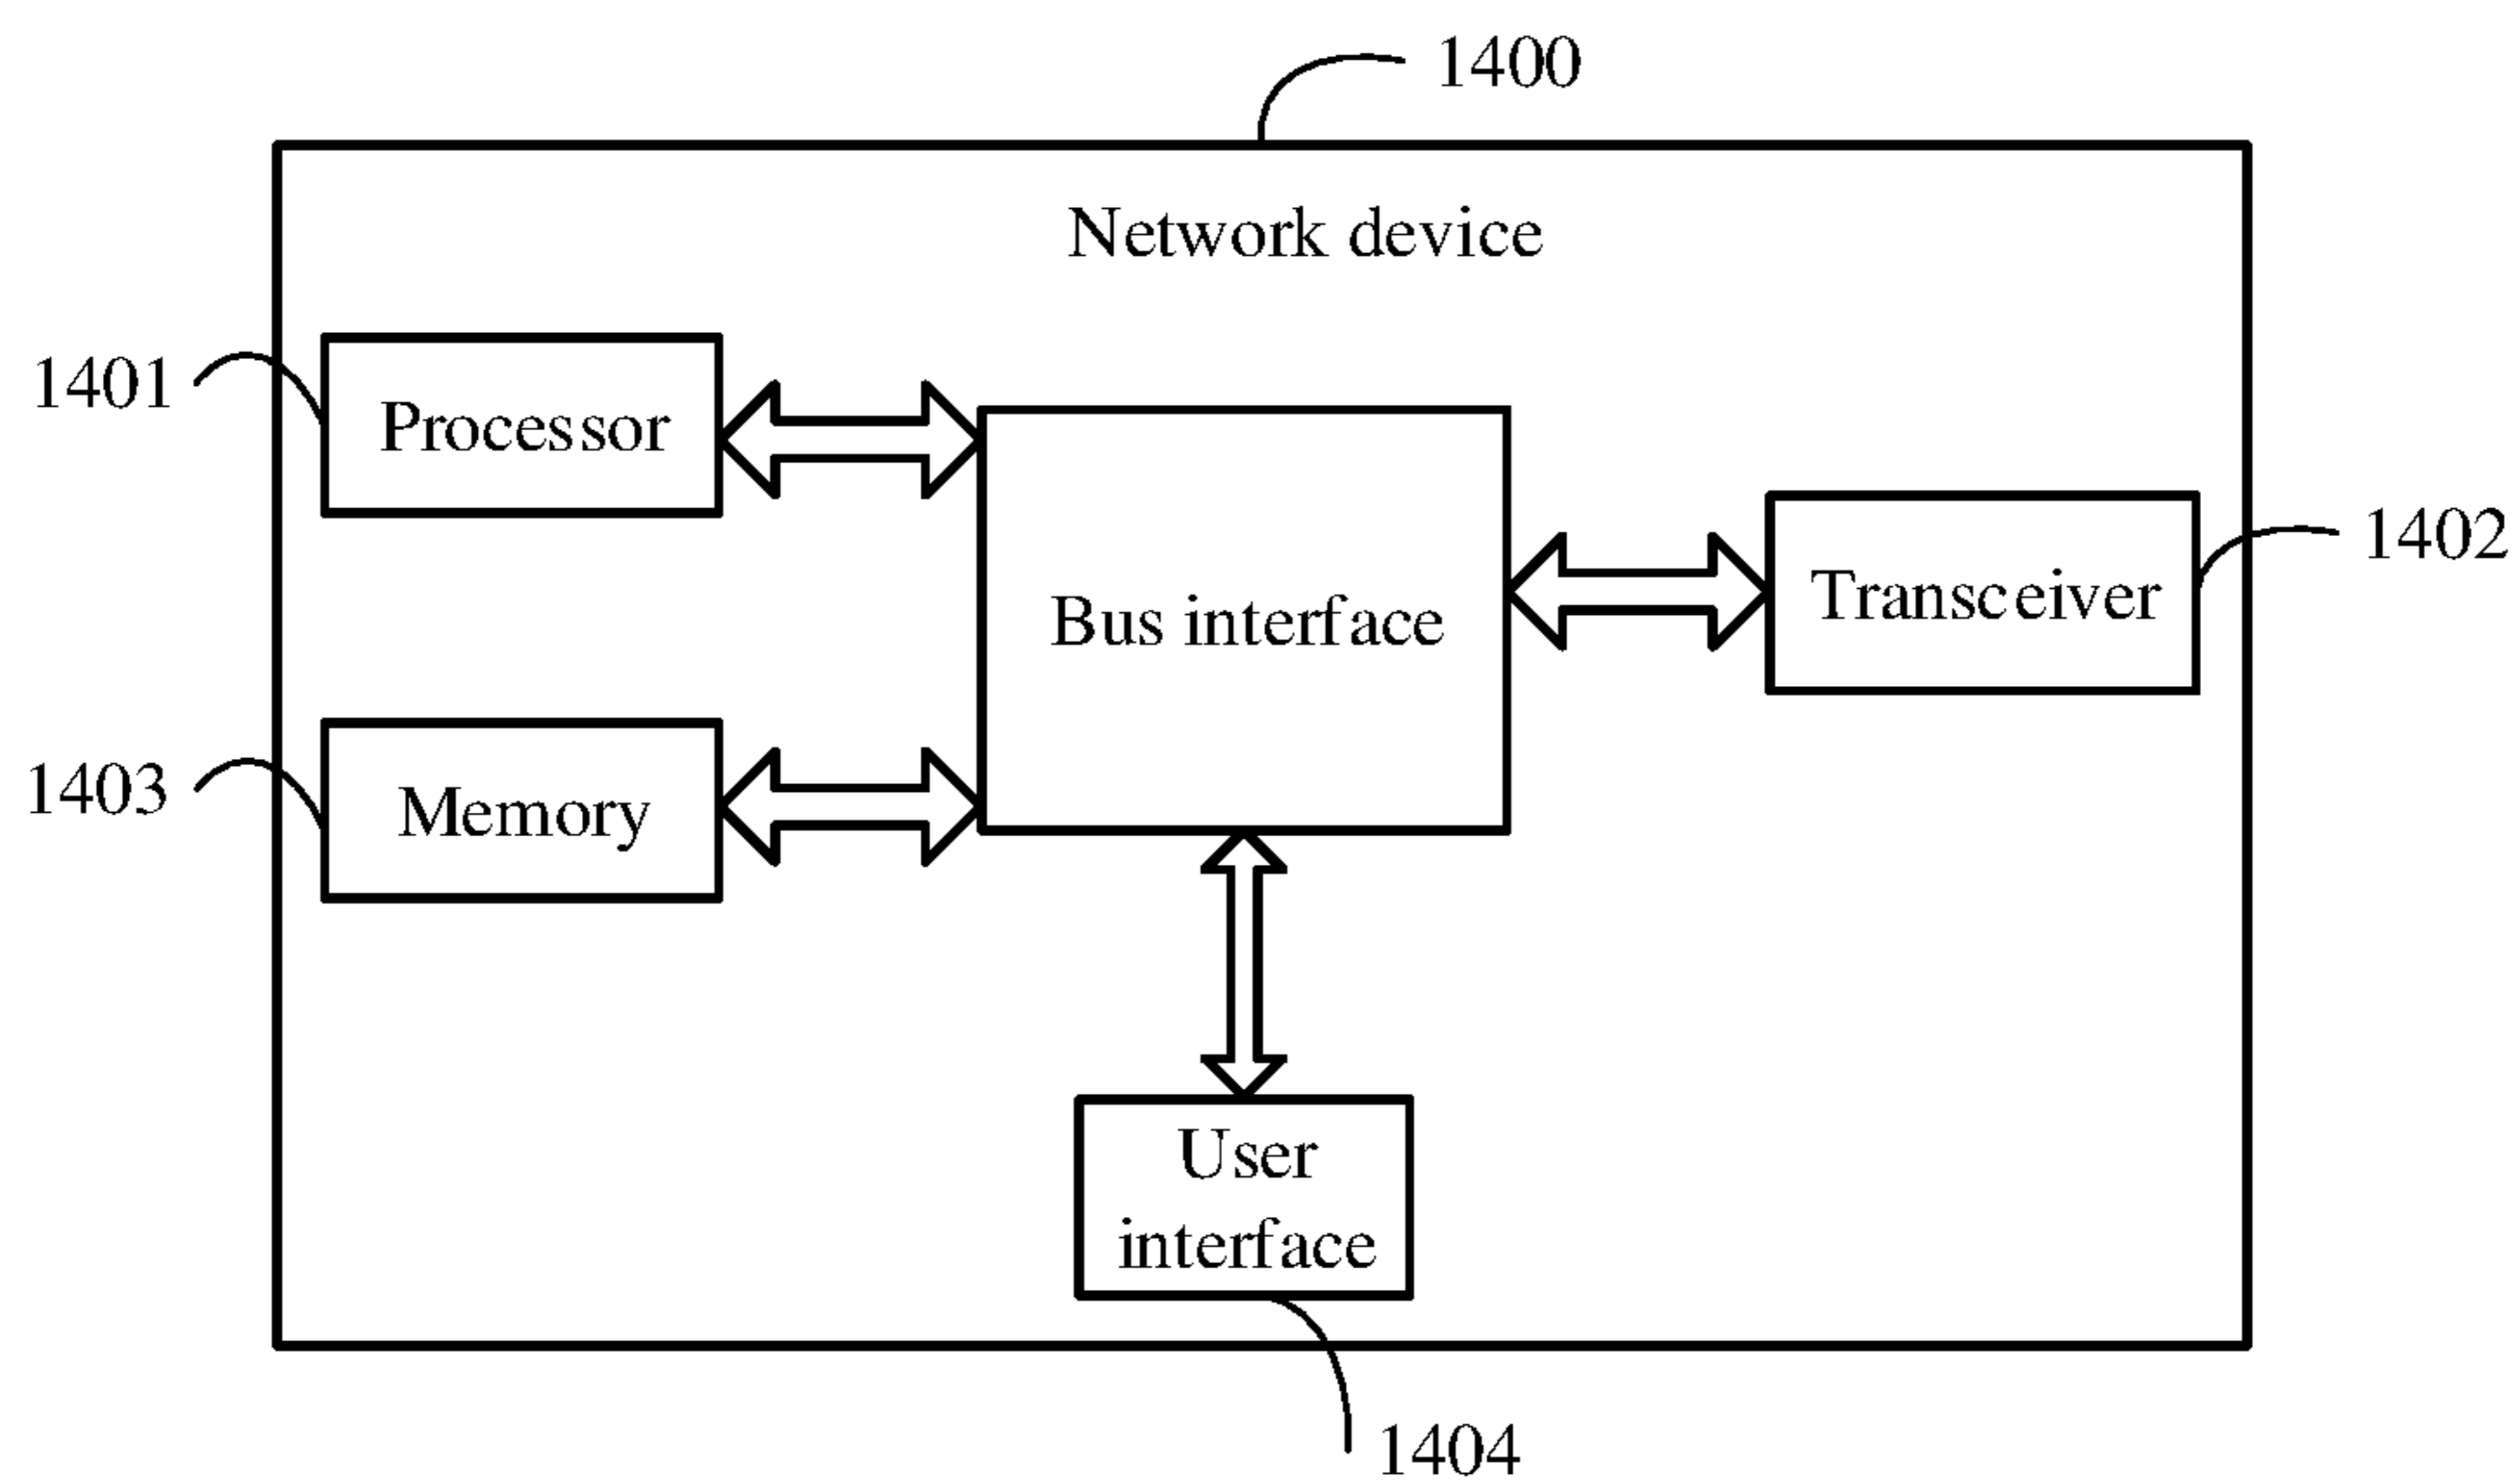 1400
Network device
1401
Processor
1402
Bus interface
Transceiver
1403
Memory
User
interface
1404